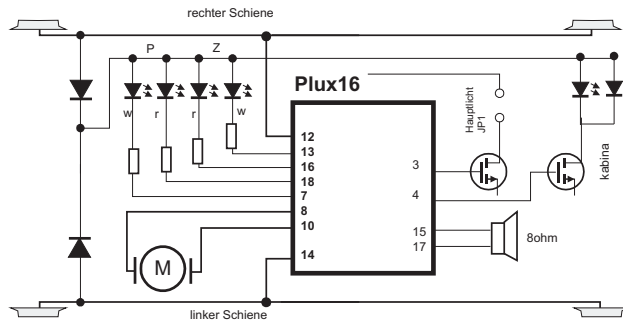 rechter Schiene
P
Z
Plux16
w
r
r
w
Hauptlicht
JP1
kabina
12
13
16
18
7
8
10
14
3
4
15
17
M
8ohm
linker Schiene